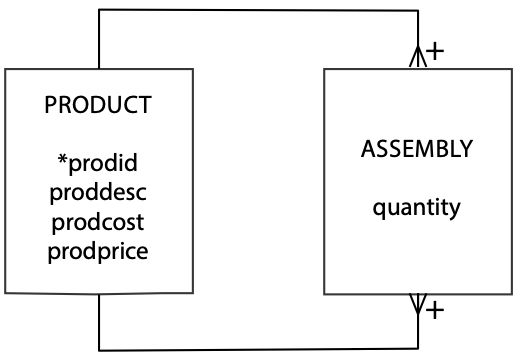 +
PRODUCT
*prodid
proddesc
prodcost
prodprice
ASSEMBLY
quantity
+